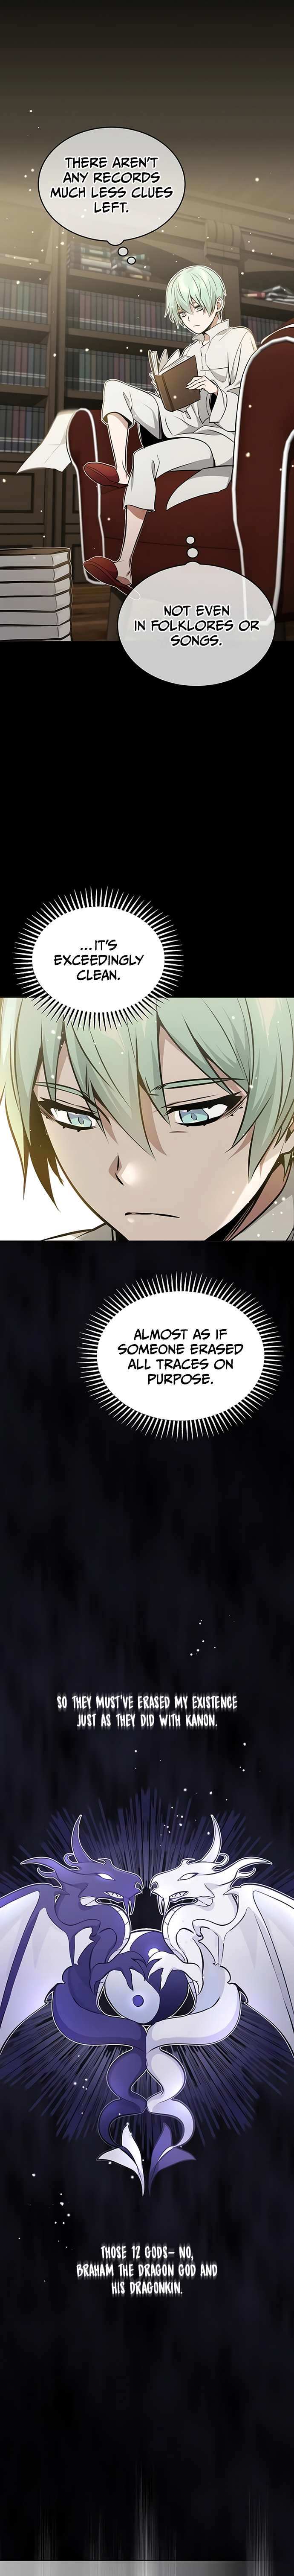 THERE AREN'T
ANY RECORDS
MUCH LESS CLUES
LEFT.
NOT EVEN
IN FOLKLORES OR
SONGS.
...IT'S
EXCEEDINGLY
CLEAN.
ALMOST AS IF
SOMEONE ERASED
ALL TRACES ON
PURPOSE.
SO THEY MUST'VE ERASED MY EXISTENCE
JUST AS THEY DID WITH KANON.
THOSE 12 GODS- NO,
BRAHAM THE DRAGON GOD AND
HIS DRAGONKIN.